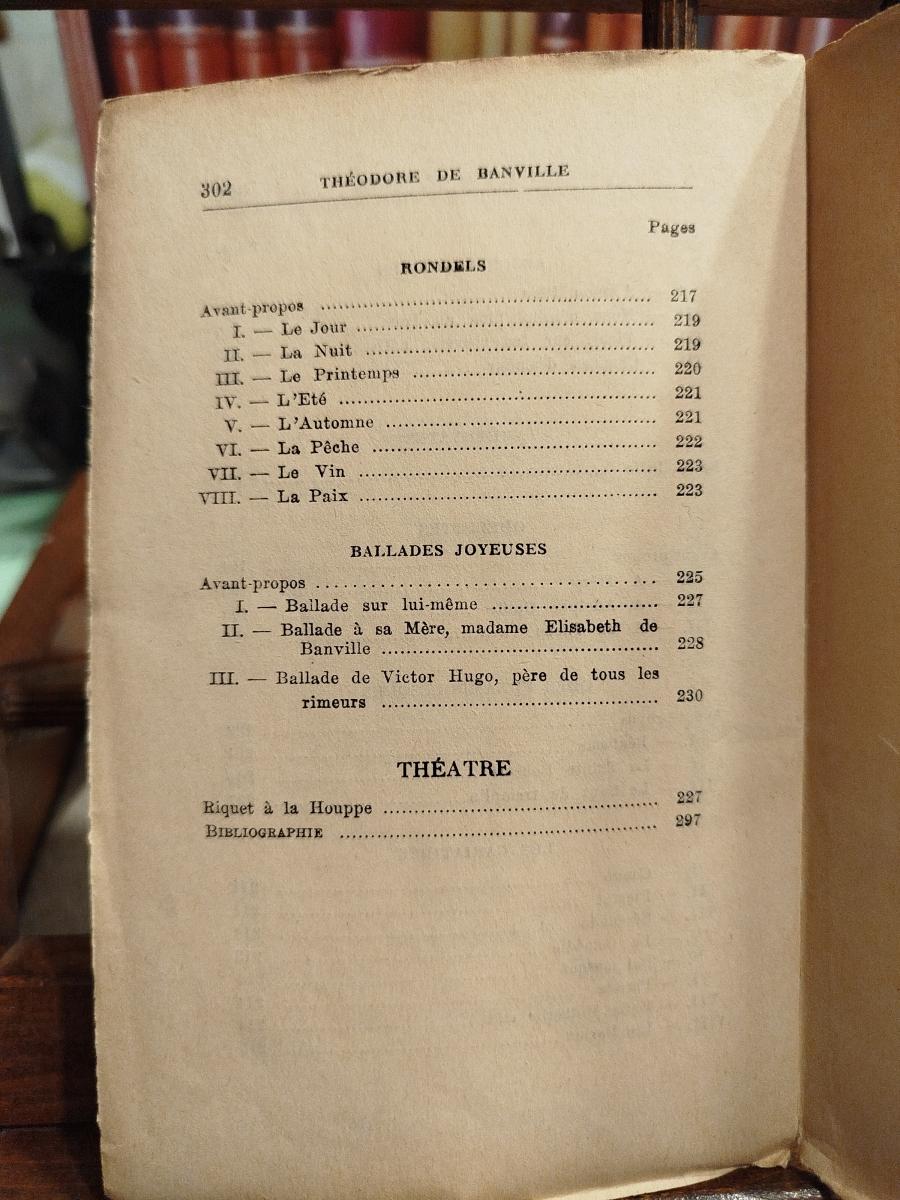 302 THÉODORE DE BANVILLE
Pages
RONDELS
Avant-propos ........ 217
I. — Le Jour ........ 219
II. — La Nuit ........ 219
III. — Le Printemps ........ 220
IV. — L'Eté ........ 221
V. — L'Automne ........ 221
VI. — La Pêche ........ 222
VII. — Le Vin ........ 223
VIII. — La Paix ........ 223
BALLADES JOYEUSES
Avant-propos ........ 225
I. — Ballade sur lui-même ........ 227
II. — Ballade à sa Mère, madame Elisabeth de
Banville ........ 228
III. — Ballade de Victor Hugo, père de tous les
rimeurs ........ 230
THÉATRE
Riquet à la Houppe ........ 227
BIBLIOGRAPHIE ........ 297